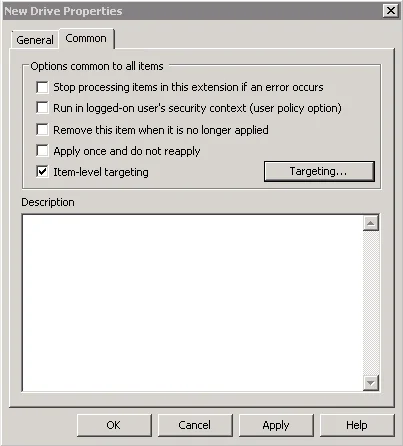 New Drive Properties
General
Common
Options common to all items
Stop processing items in this extension if an error occurs
Run in logged-on user's security context (user policy option)
Remove this item when it is no longer applied
Apply once and do not reapply
Item-level targeting
Targeting...
Description
OK
Cancel
Apply
Help